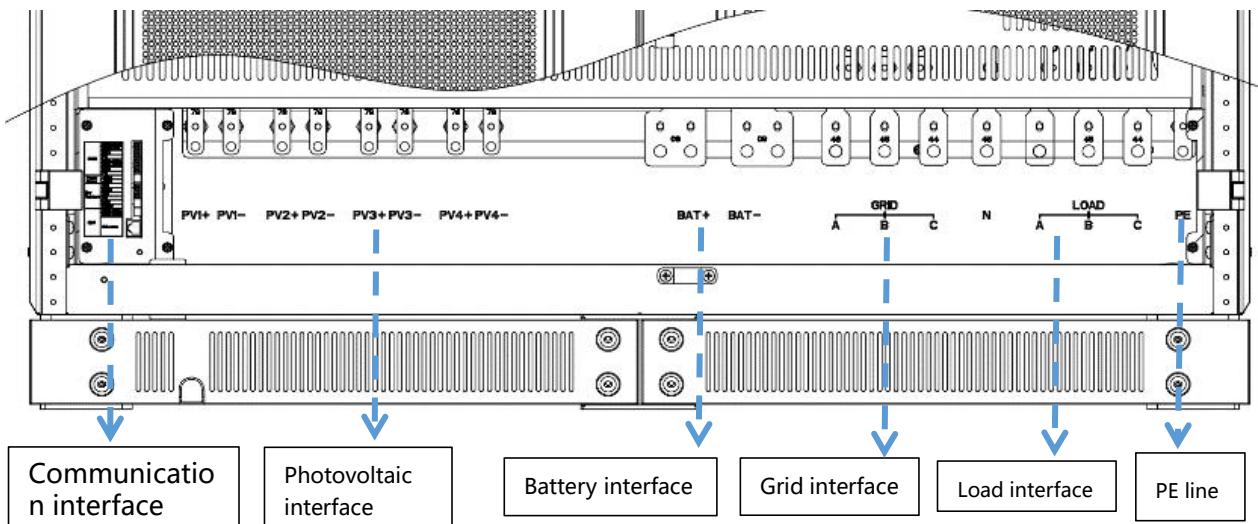 PV1+ PV1- PV2+ PV2- PV3+ PV3- PV4+ PV4- BAT+ BAT- GRID N LOAD PE
A B C A B C
Communicatio
n interface
Photovoltaic
interface
Battery interface
Grid interface
Load interface
PE line